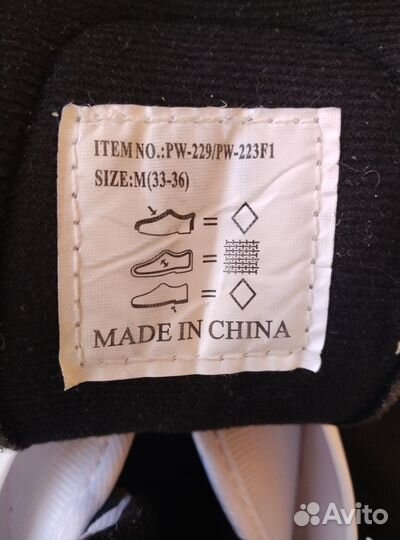 ITEM NO.:PW-229/PW-223F1
SIZE:M(33-36)
=
=
=
MADE IN CHINA
Avito